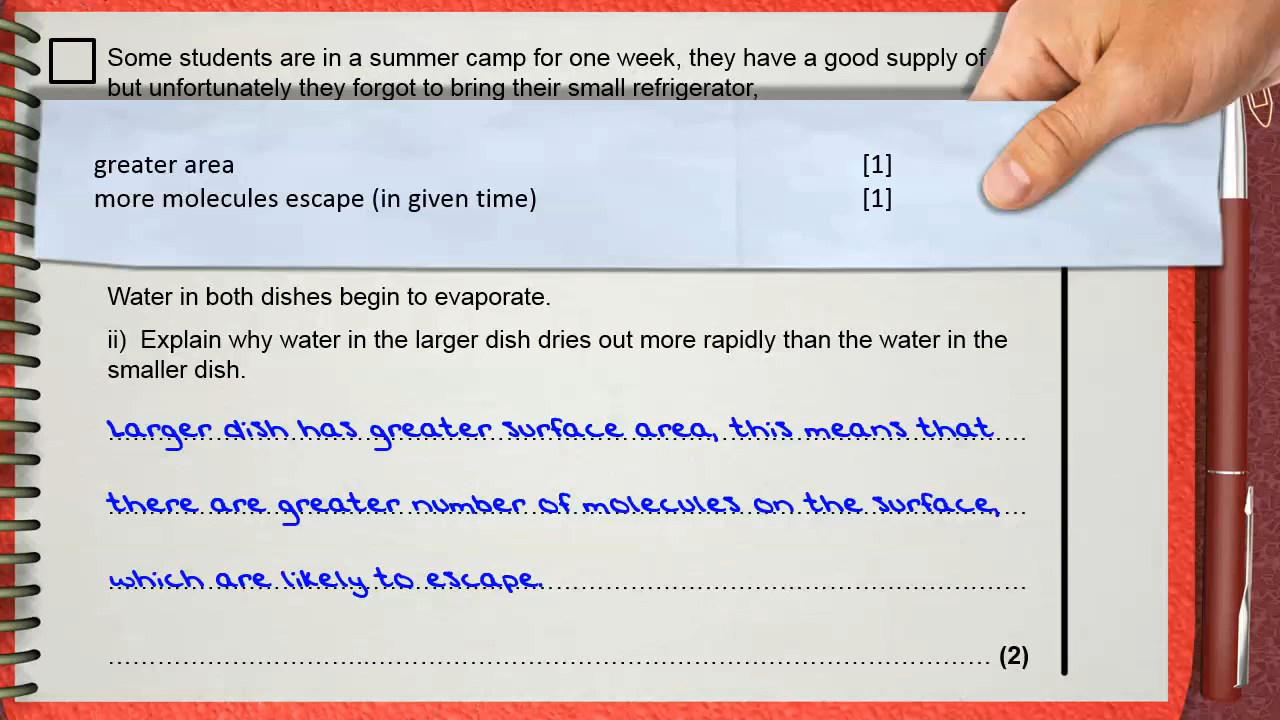 Some students are in a summer camp for one week, they have a good supply of
but unfortunately they forgot to bring their small refrigerator,
greater area [1]
more molecules escape (in given time) [1]
Water in both dishes begin to evaporate.
ii) Explain why water in the larger dish dries out more rapidly than the water in the
smaller dish.
Larger dish has greater surface area, this means that
there are greater number of molecules on the surface,
which are likely to escape.
(2)